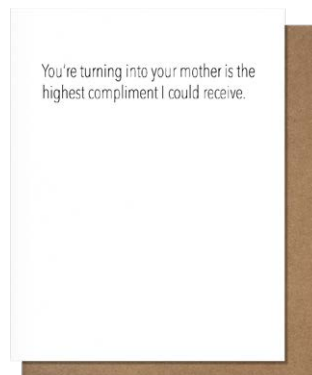 You're turning into your mother is the
highest compliment I could receive.